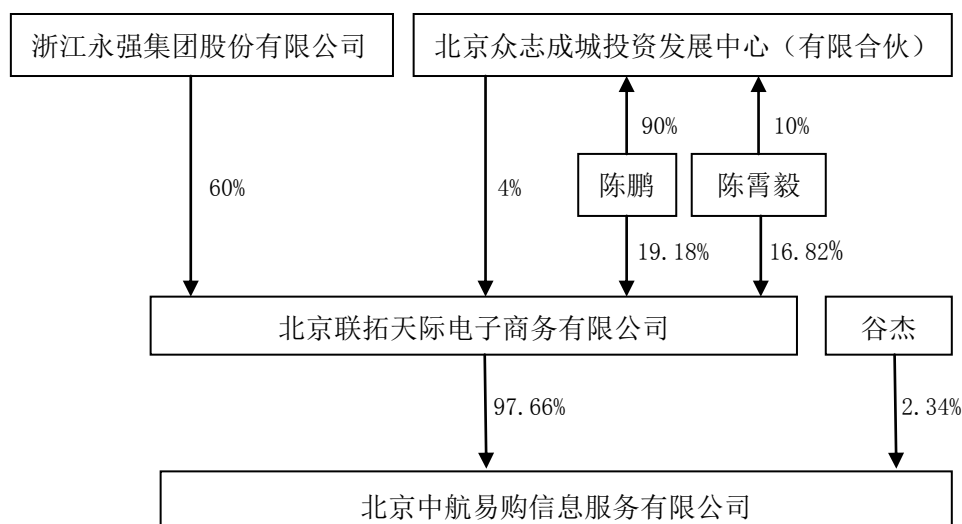 浙江永强集团股份有限公司
北京众志成城投资发展中心（有限合伙）
90%
10%
60%
4%
陈鹏
陈霄毅
19.18%
16.82%
北京联拓天际电子商务有限公司
谷杰
97.66%
2.34%
北京中航易购信息服务有限公司